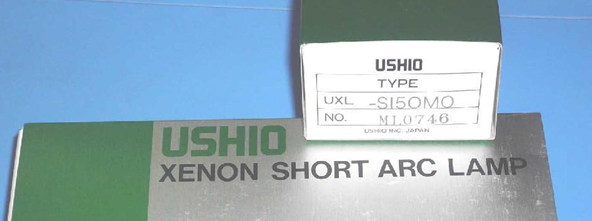 USHIO
TYPE
UXL -S150MO
NO. ML0746
USHIO INC. JAPAN
USHIO
XENON SHORT ARC LAMP